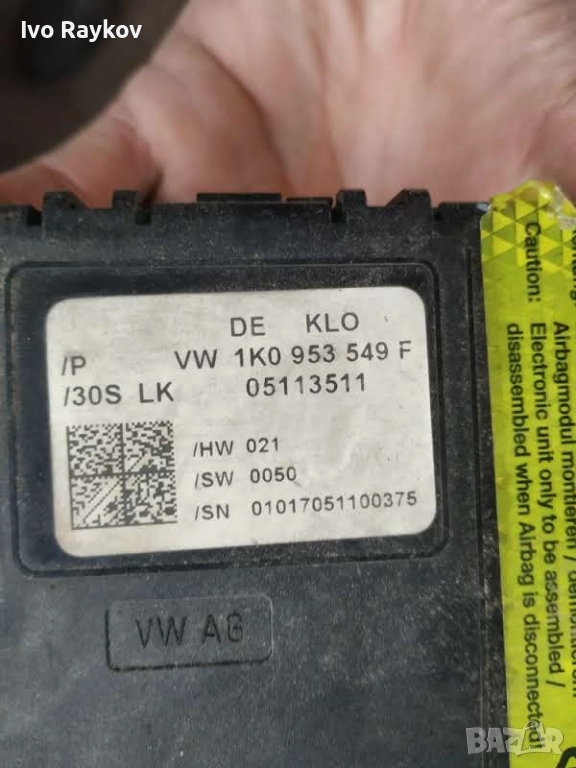 Ivo Raykov
DE KLO
/P VW 1K0 953 549 F
/30S LK 05113511
/HW 021
/SW 0050
/SN 01017051100375
VW AG
Caution:
Airbagmodul montieren /
Electronic unit only to be assembled /
disassembled when Airbag is disconnected!
BAZAR